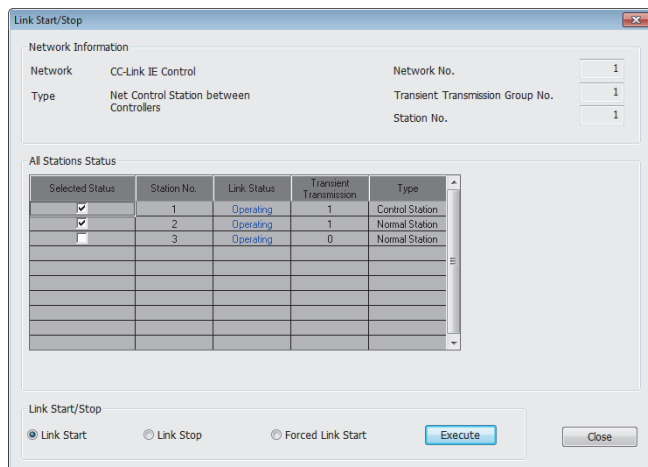 Link Start/Stop
Network Information
Network CC-Link IE Control Network No. 1
Type Net Control Station between Controllers Transient Transmission Group No. 1
Station No. 1
All Stations Status
Selected Status Station No. Link Status Transient Transmission Type
1 Operating 1 Control Station
2 Operating 1 Normal Station
3 Operating 0 Normal Station
Link Start/Stop
Link Start Link Stop Forced Link Start Execute Close